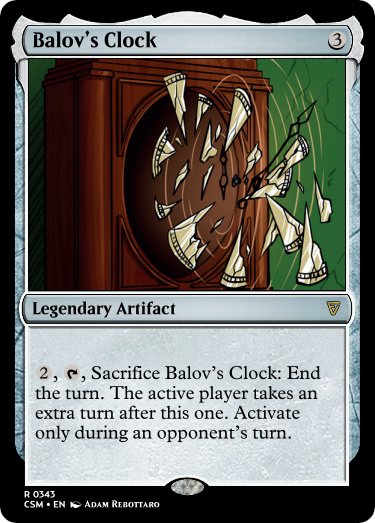 Balov's Clock 3
Legendary Artifact
2, , Sacrifice Balov's Clock: End
the turn. The active player takes an
extra turn after this one. Activate
only during an opponent's turn.
R 0343
CSM • EN Adam Rebottaro